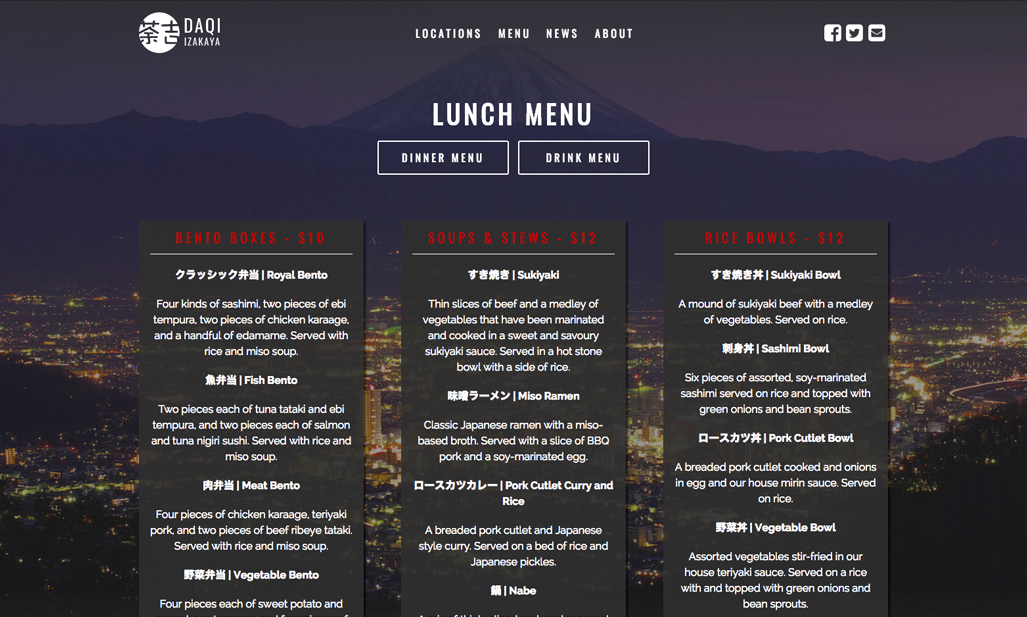 茶吉 DAQI
IZAKAYA
LOCATIONS MENU NEWS ABOUT
LUNCH MENU
DINNER MENU DRINK MENU
BENTO BOXES - $10
クラッシック弁当 | Royal Bento
Four kinds of sashimi, two pieces of ebi
tempura, two pieces of chicken karaage,
and a handful of edamame. Served with
rice and miso soup.
魚弁当 | Fish Bento
Two pieces each of tuna tataki and ebi
tempura, and two pieces each of salmon
and tuna nigiri sushi. Served with rice and
miso soup.
肉弁当 | Meat Bento
Four pieces of chicken karaage, teriyaki
pork, and two pieces of beef ribeye tataki.
Served with rice and miso soup.
野菜弁当 | Vegetable Bento
Four pieces each of sweet potato and
SOUPS & STEWS - $12
すき焼き | Sukiyaki
Thin slices of beef and a medley of
vegetables that have been marinated
and cooked in a sweet and savoury
sukiyaki sauce. Served in a hot stone
bowl with a side of rice.
味噌ラーメン | Miso Ramen
Classic Japanese ramen with a miso-
based broth. Served with a slice of BBQ
pork and a soy-marinated egg.
ロースカツカレー | Pork Cutlet Curry and
Rice
A breaded pork cutlet and Japanese
style curry. Served on a bed of rice and
Japanese pickles.
鍋 | Nabe
RICE BOWLS - $12
すき焼き丼 | Sukiyaki Bowl
A mound of sukiyaki beef with a medley
of vegetables. Served on rice.
刺身丼 | Sashimi Bowl
Six pieces of assorted, soy-marinated
sashimi served on rice and topped with
green onions and bean sprouts.
ロースカツ丼 | Pork Cutlet Bowl
A breaded pork cutlet cooked and onions
in egg and our house mirin sauce. Served
on rice.
野菜丼 | Vegetable Bowl
Assorted vegetables stir-fried in our
house teriyaki sauce. Served on a rice
with and topped with green onions and
bean sprouts.